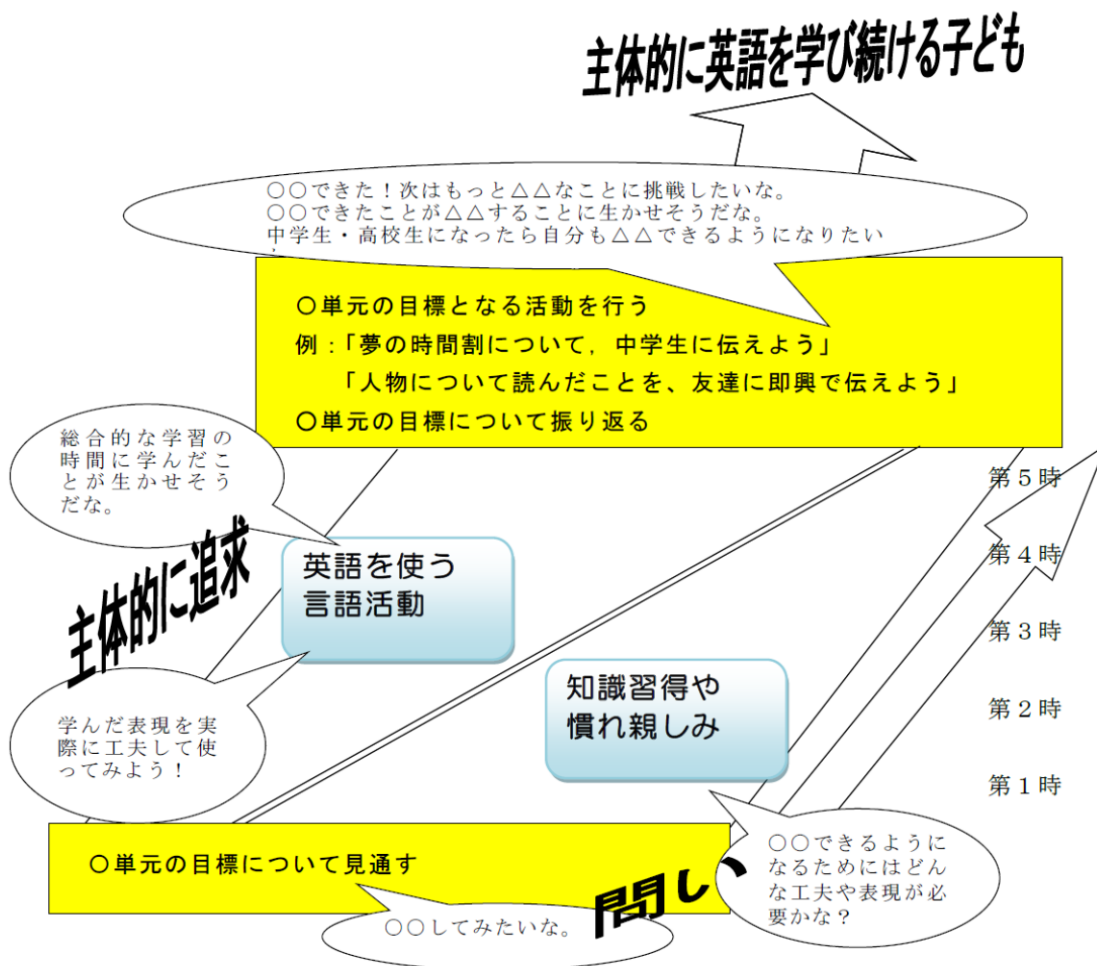 主体的に英語を学び続ける子ども
○○できた！次はもっと△△なことに挑戦したいな。
○○できたことが△△することに生かせそうだな。
中学生・高校生になったら自分も△△できるようになりたい
○単元の目標となる活動を行う
例：「夢の時間割について，中学生に伝えよう」
「人物について読んだことを、友達に即興で伝えよう」
○単元の目標について振り返る
総合的な学習の
時間に学んだこ
とが生かせそう
だな。
第５時
第４時
第３時
第２時
第１時
主体的に追求
英語を使う
言語活動
知識習得や
慣れ親しみ
学んだ表現を実
際に工夫して使
ってみよう！
○単元の目標について見通す
問い
○○してみたいな。
○○できるように
なるためにはどん
な工夫や表現が必
要かな？